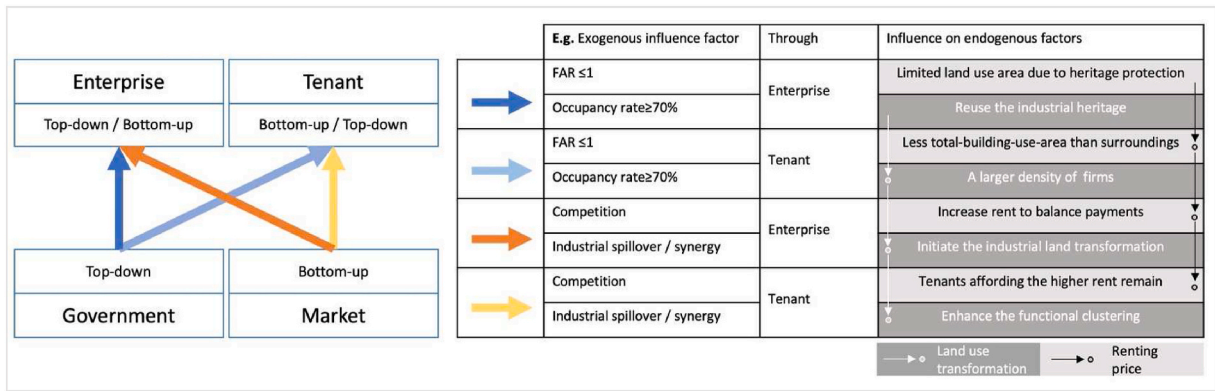 Enterprise
Tenant
Top-down / Bottom-up
Bottom-up / Top-down
Top-down
Bottom-up
Government
Market
E.g. Exogenous influence factor
Through
Influence on endogenous factors
FAR ≤1
Enterprise
Limited land use area due to heritage protection
Occupancy rate≥70%
Reuse the industrial heritage
FAR ≤1
Tenant
Less total-building-use-area than surroundings
Occupancy rate≥70%
A larger density of firms
Competition
Enterprise
Increase rent to balance payments
Industrial spillover / synergy
Initiate the industrial land transformation
Competition
Tenant
Tenants affording the higher rent remain
Industrial spillover / synergy
Enhance the functional clustering
Land use
transformation
Renting
price